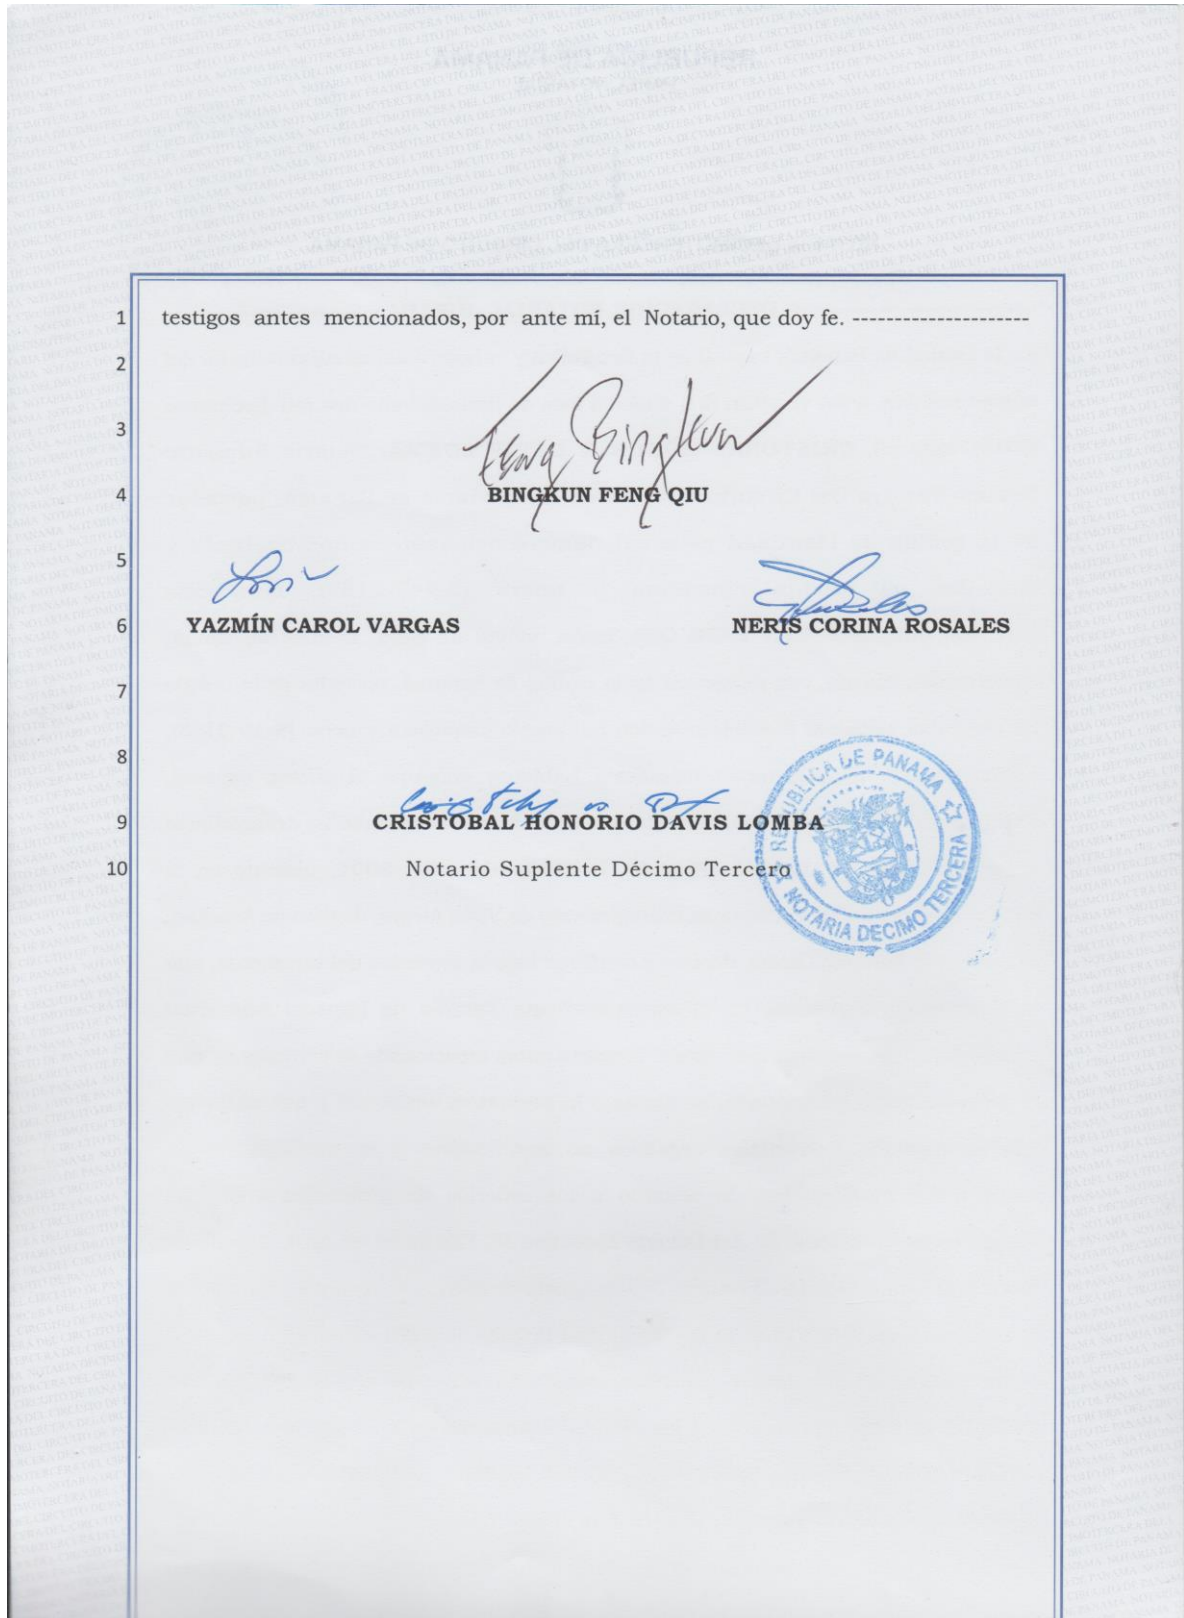 1 testigos antes mencionados, por ante mí, el Notario, que doy fe. --------------------
2
3 Feng Bingkun
4 BINGKUN FENG QIU
5
6 YAZMÍN CAROL VARGAS NERIS CORINA ROSALES
7
8
9 CRISTOBAL HONORIO DAVIS LOMBA
10 Notario Suplente Décimo Tercero
REPUBLICA DE PANAMA
NOTARIA DECIMO TERCERA